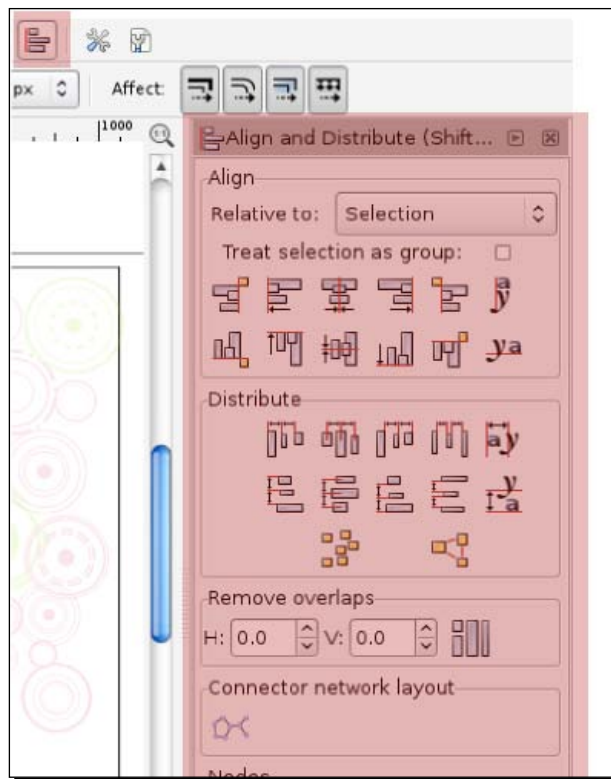 px
Affect:
1000
Align and Distribute (Shift...
Align
Relative to: Selection
Treat selection as group:
Distribute
Remove overlaps
H: 0.0 V: 0.0
Connector network layout
Nodes